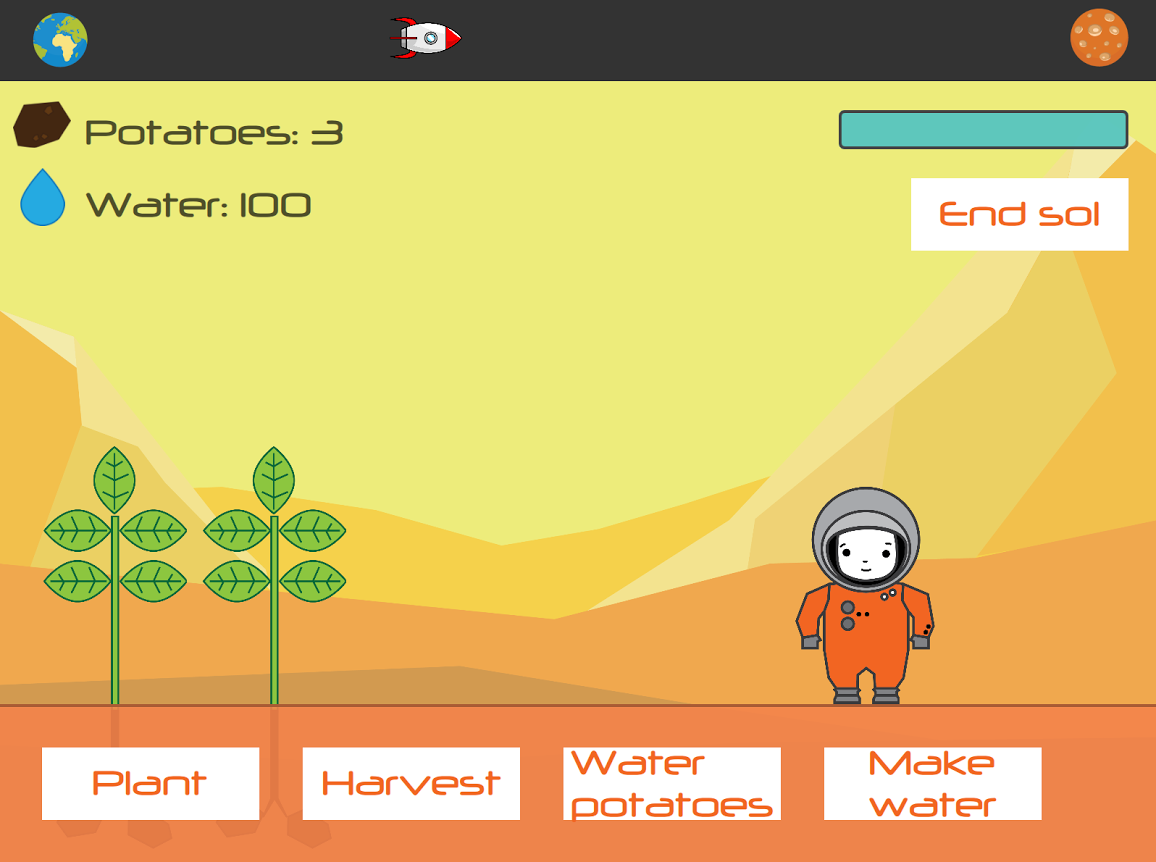 Potatoes: 3
Water: 100
End sol
Plant
Harvest
Water
potatoes
Make
water